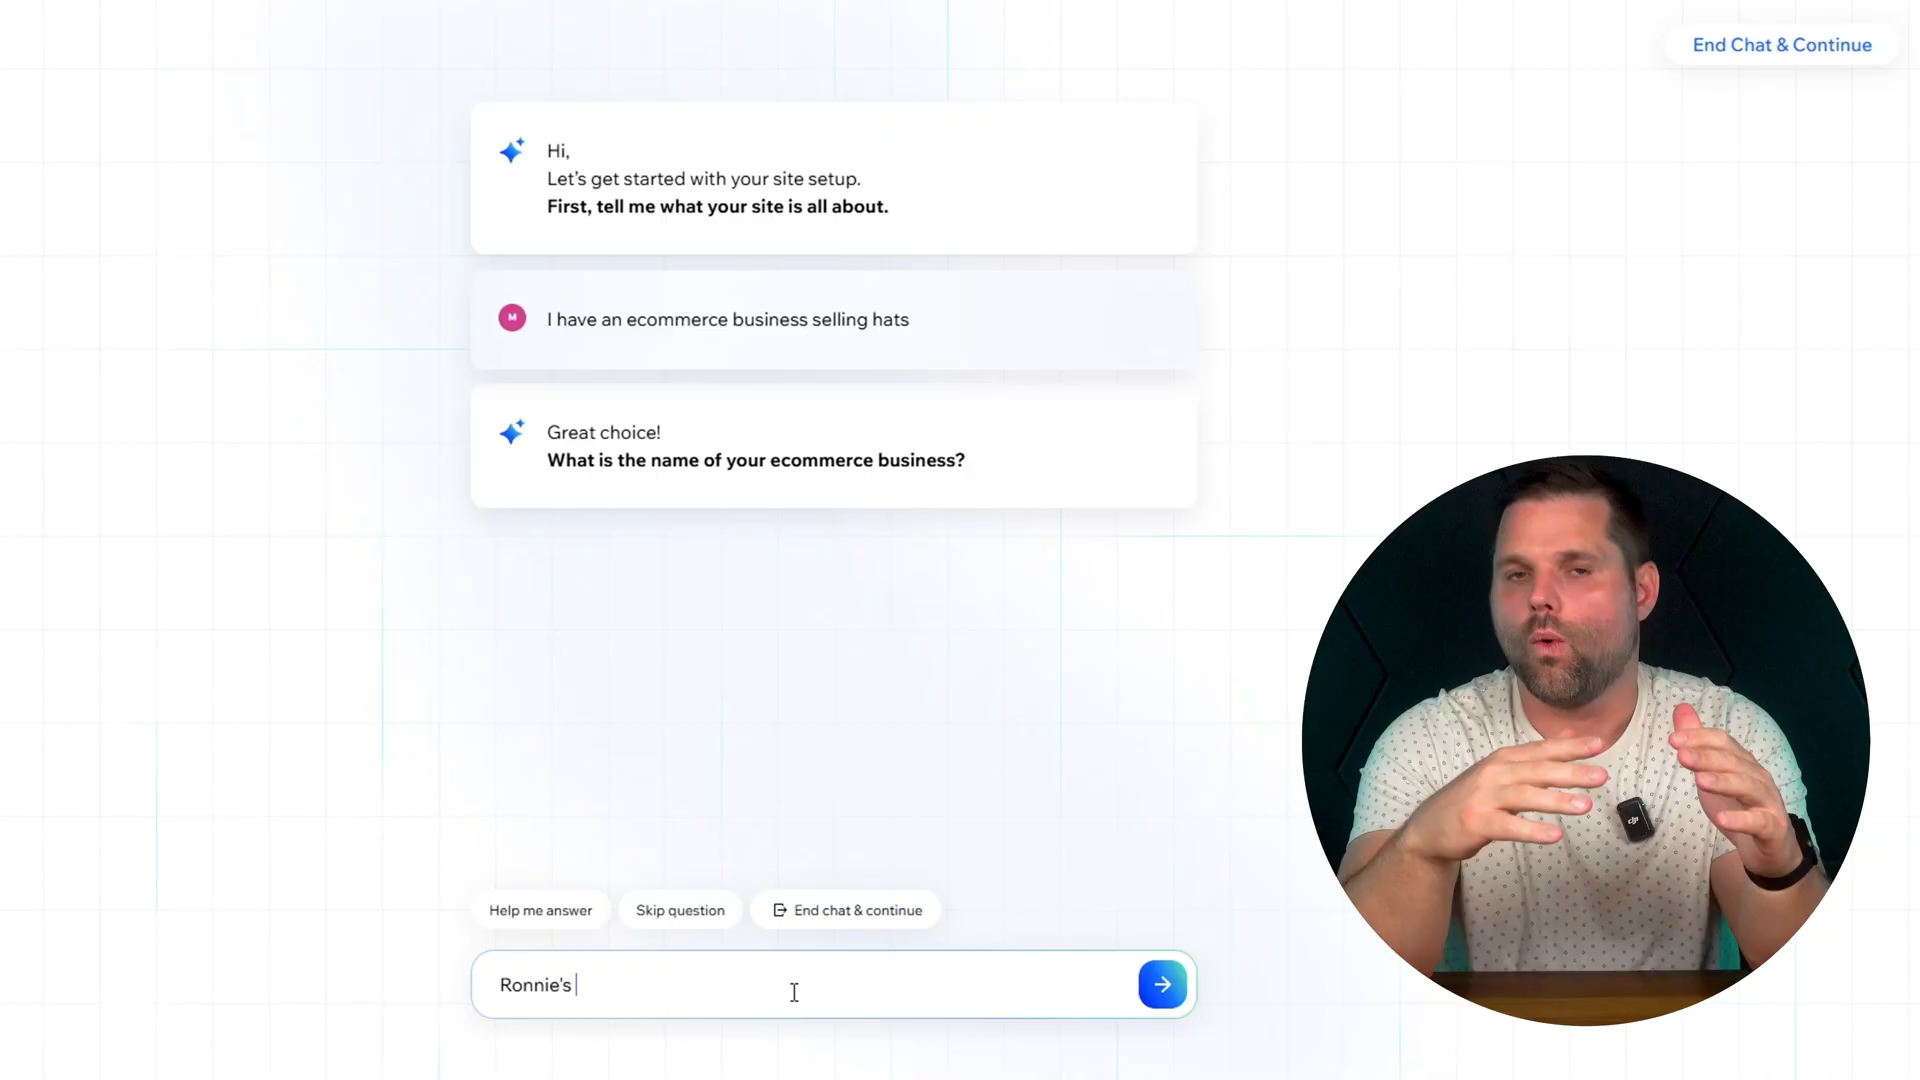 End Chat & Continue
Hi,
Let's get started with your site setup.
First, tell me what your site is all about.
M
I have an ecommerce business selling hats
Great choice!
What is the name of your ecommerce business?
Help me answer
Skip question
End chat & continue
Ronnie's
dji